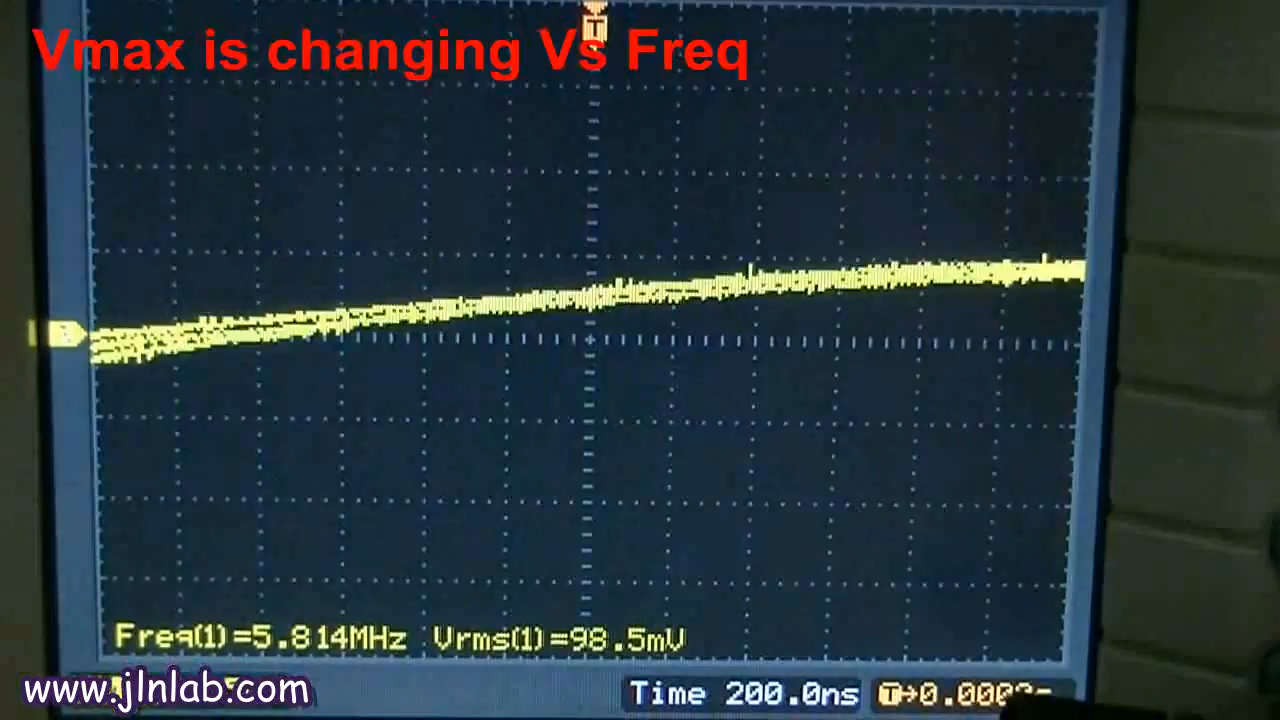 Vmax is changing Vs Freq
T
Freq(1)=5.814MHz Vrms(1)=98.5mV
www.jlnlab.com
Time 200.0ns